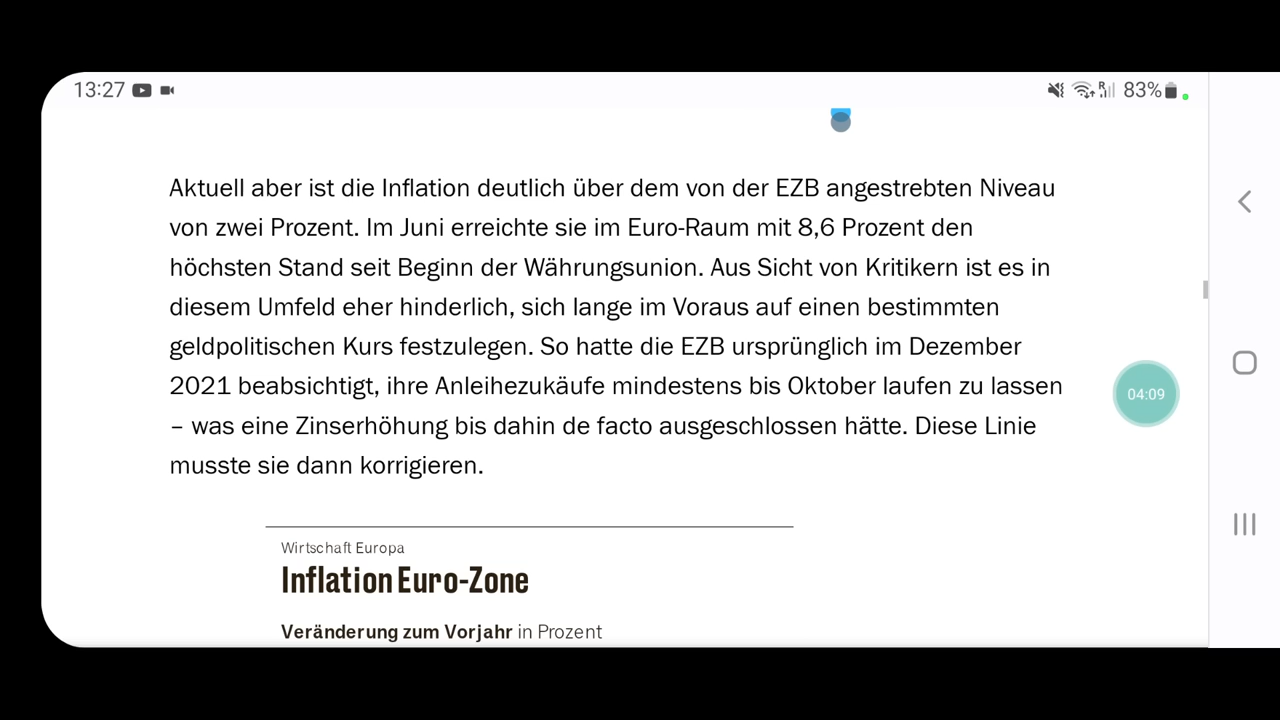 13:27
83%
Aktuell aber ist die Inflation deutlich über dem von der EZB angestrebten Niveau
von zwei Prozent. Im Juni erreichte sie im Euro-Raum mit 8,6 Prozent den
höchsten Stand seit Beginn der Währungsunion. Aus Sicht von Kritikern ist es in
diesem Umfeld eher hinderlich, sich lange im Voraus auf einen bestimmten
geldpolitischen Kurs festzulegen. So hatte die EZB ursprünglich im Dezember
2021 beabsichtigt, ihre Anleihezukäufe mindestens bis Oktober laufen zu lassen
– was eine Zinserhöhung bis dahin de facto ausgeschlossen hätte. Diese Linie
musste sie dann korrigieren.
04:09
Wirtschaft Europa
Inflation Euro-Zone
Veränderung zum Vorjahr in Prozent